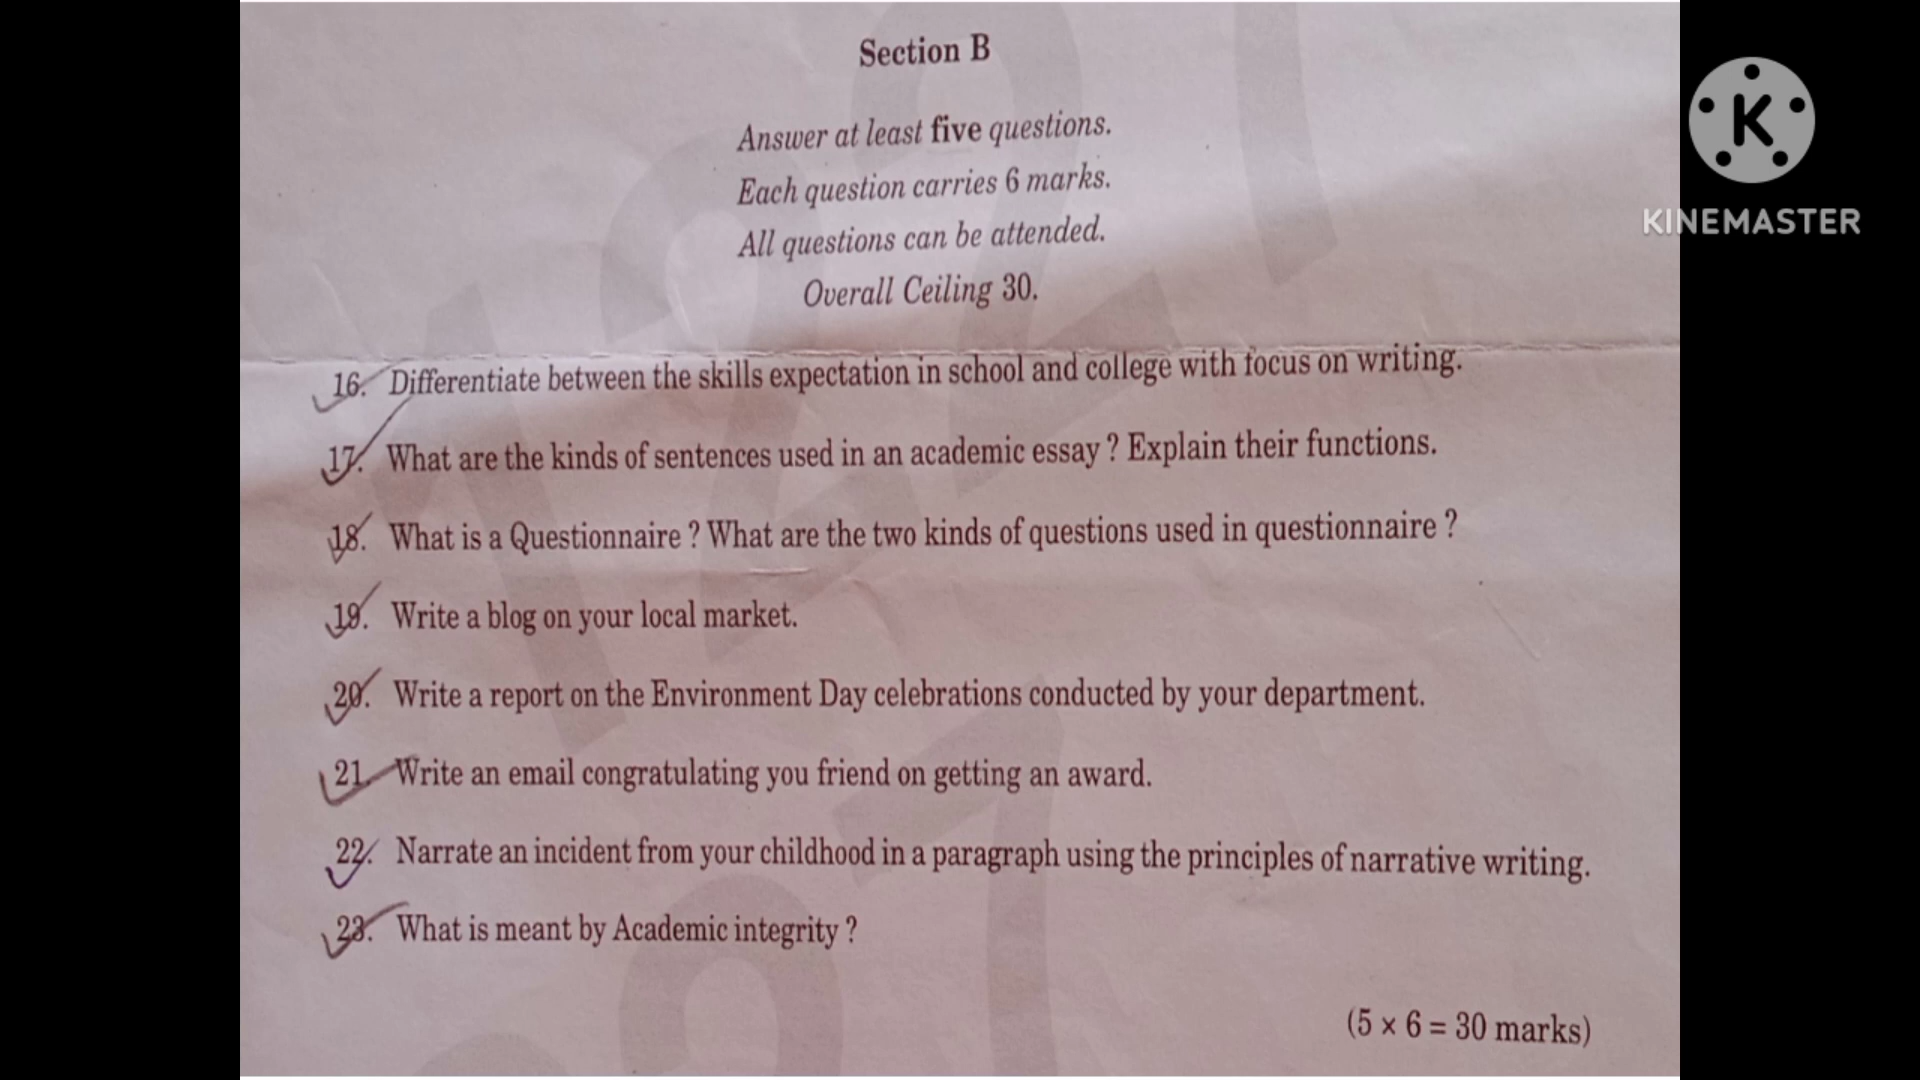 Section B
Answer at least five questions.
Each question carries 6 marks.
All questions can be attended.
Overall Ceiling 30.
16. Differentiate between the skills expectation in school and college with focus on writing.
17. What are the kinds of sentences used in an academic essay ? Explain their functions.
18. What is a Questionnaire ? What are the two kinds of questions used in questionnaire ?
19. Write a blog on your local market.
20. Write a report on the Environment Day celebrations conducted by your department.
21. Write an email congratulating you friend on getting an award.
22. Narrate an incident from your childhood in a paragraph using the principles of narrative writing.
23. What is meant by Academic integrity ?
(5 × 6 = 30 marks)
K
KINEMASTER